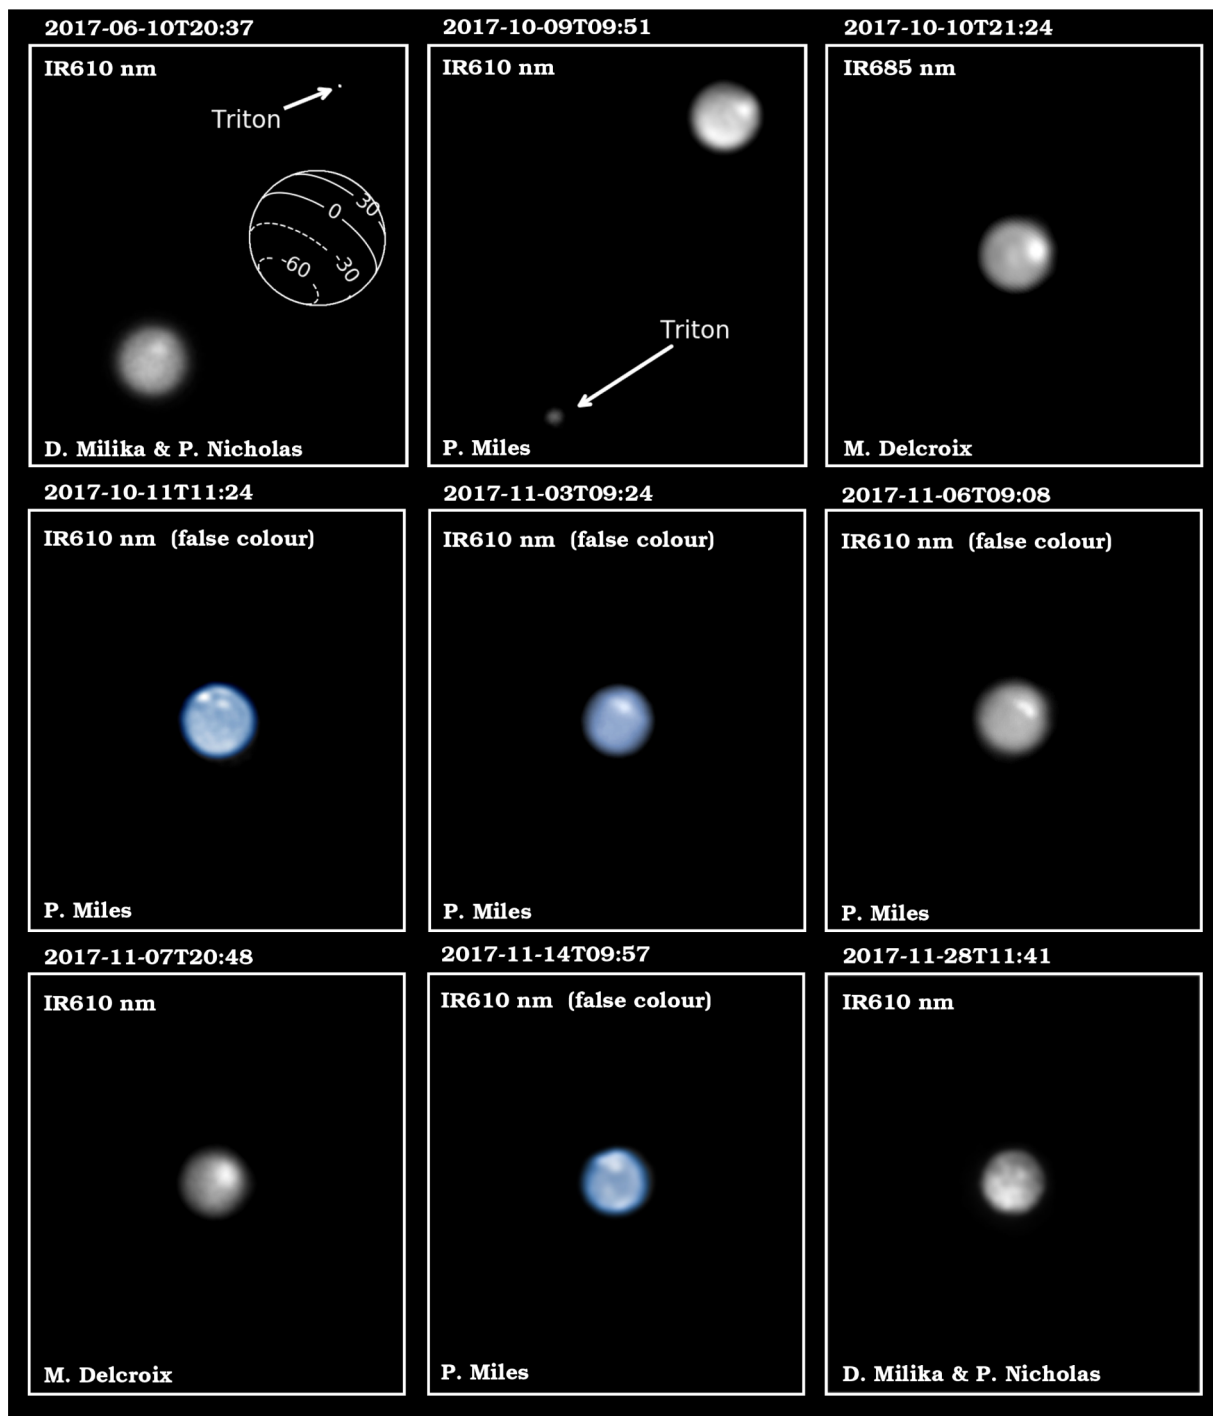 2017-06-10T20:37
IR610 nm
Triton
30
0
-30
-60
D. Milika & P. Nicholas
2017-10-09T09:51
IR610 nm
Triton
P. Miles
2017-10-10T21:24
IR685 nm
M. Delcroix
2017-10-11T11:24
IR610 nm (false colour)
P. Miles
2017-11-03T09:24
IR610 nm (false colour)
P. Miles
2017-11-06T09:08
IR610 nm (false colour)
P. Miles
2017-11-07T20:48
IR610 nm
M. Delcroix
2017-11-14T09:57
IR610 nm (false colour)
P. Miles
2017-11-28T11:41
IR610 nm
D. Milika & P. Nicholas